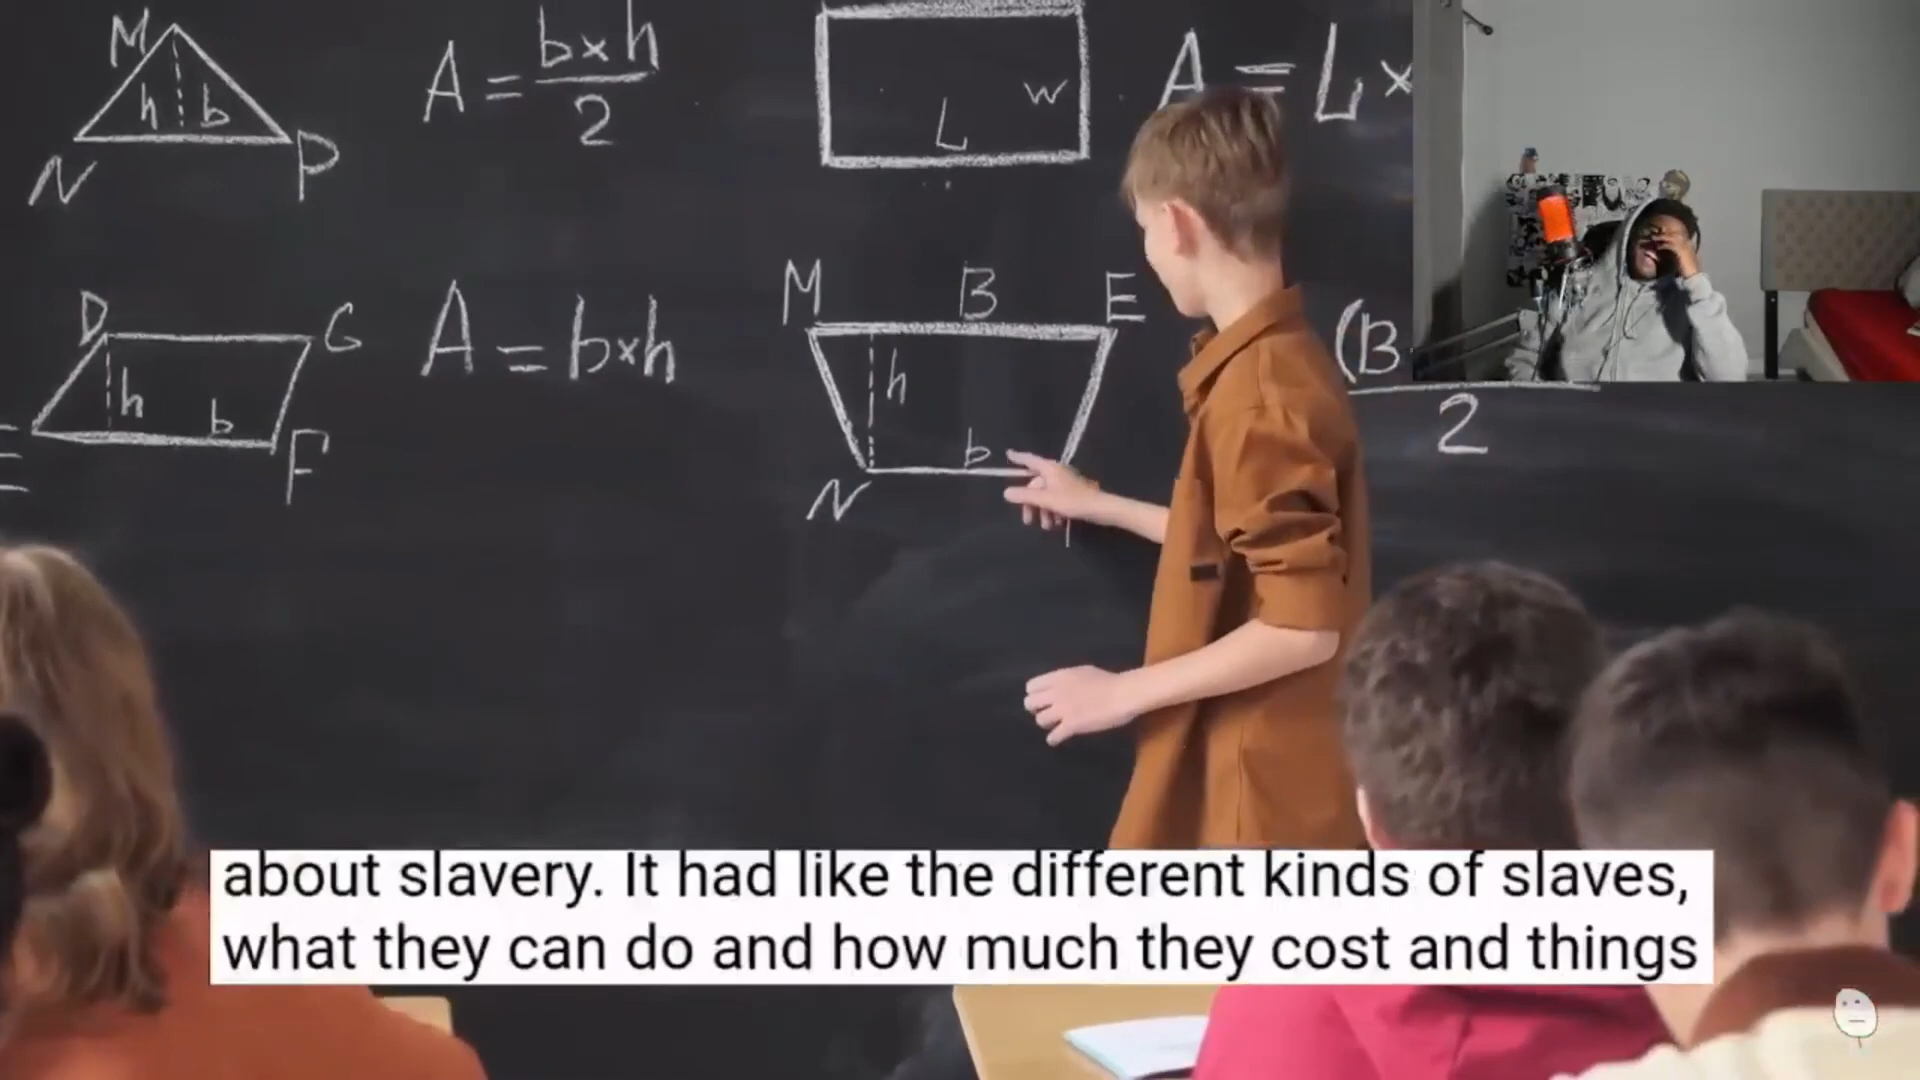 M
h b
N P
A = b×h
2
L w
A = L×
D G
h b
F
A = b×h
M B E
h
b
N
(B
2
about slavery. It had like the different kinds of slaves,
what they can do and how much they cost and things